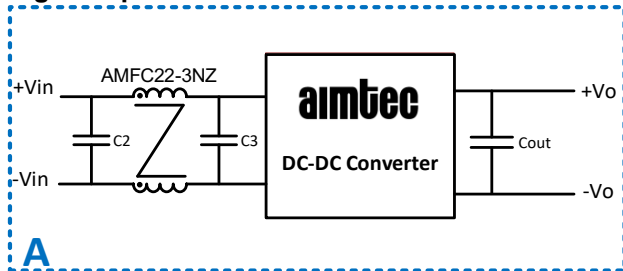 AMFC22-3NZ
+Vin
aimtec
+Vo
C2
C3
Cout
DC-DC Converter
-Vin
-Vo
A